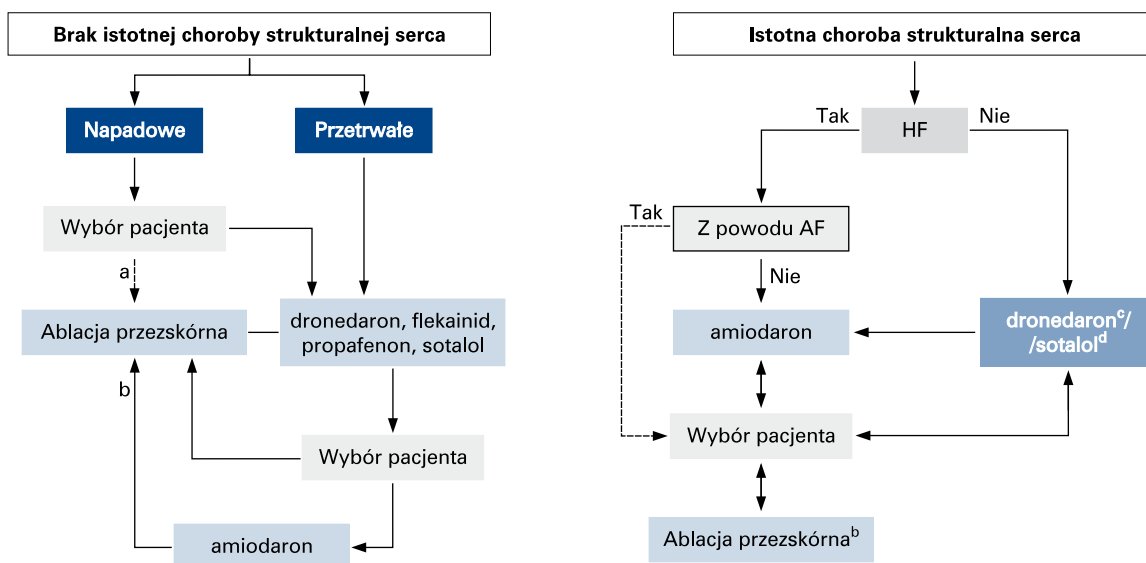 Brak istotnej choroby strukturalnej serca
Napadowe
Przetrwałe
Wybór pacjenta
a
Ablacja przezskórna
dronedaron, flekainid,
propafenon, sotalol
b
Wybór pacjenta
amiodaron
Istotna choroba strukturalna serca
Tak
HF
Nie
Tak
Z powodu AF
Nie
amiodaron
dronedaronᶜ/
/sotalolᵈ
Wybór pacjenta
Ablacja przezskórnaᵇ